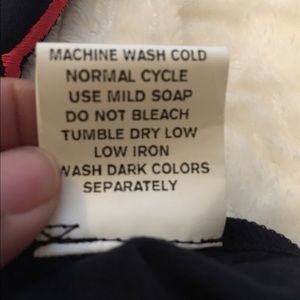 MACHINE WASH COLD
NORMAL CYCLE
USE MILD SOAP
DO NOT BLEACH
TUMBLE DRY LOW
LOW IRON
WASH DARK COLORS
SEPARATELY